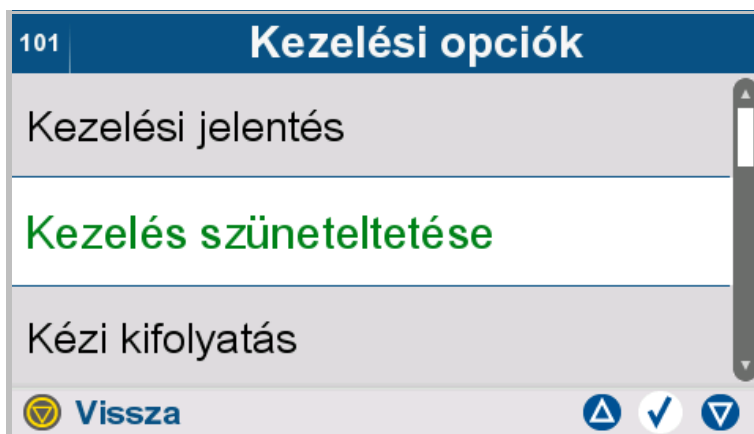 101
Kezelési opciók
Kezelési jelentés
Kezelés szüneteltetése
Kézi kifolyatás
Vissza